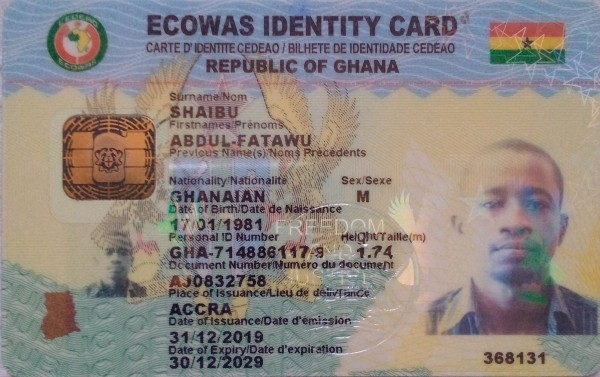 CEDEAO
ECOWAS
ECOWAS IDENTITY CARD
CARTE D'IDENTITE CEDEAO / BILHETE DE IDENTIDADE CEDEAO
REPUBLIC OF GHANA
Surname/Nom
SHAIBU
Firstnames/Prénoms
ABDUL-FATAWU
Previous Name(s)/Noms Précédents
Nationality/Nationalité Sex/Sexe
GHANAIAN M
Date of Birth/Date de Naissance
17/01/1981
FREEDOM
Personal ID Number Height/Taille(m)
GHA-714886117-9 1.74
Document Number/Numéro du document
AJ0832758
Place of Issuance/Lieu de délivrance
ACCRA
Date of Issuance/Date d'émission
31/12/2019
Date of Expiry/Date d'expiration
30/12/2029
368131